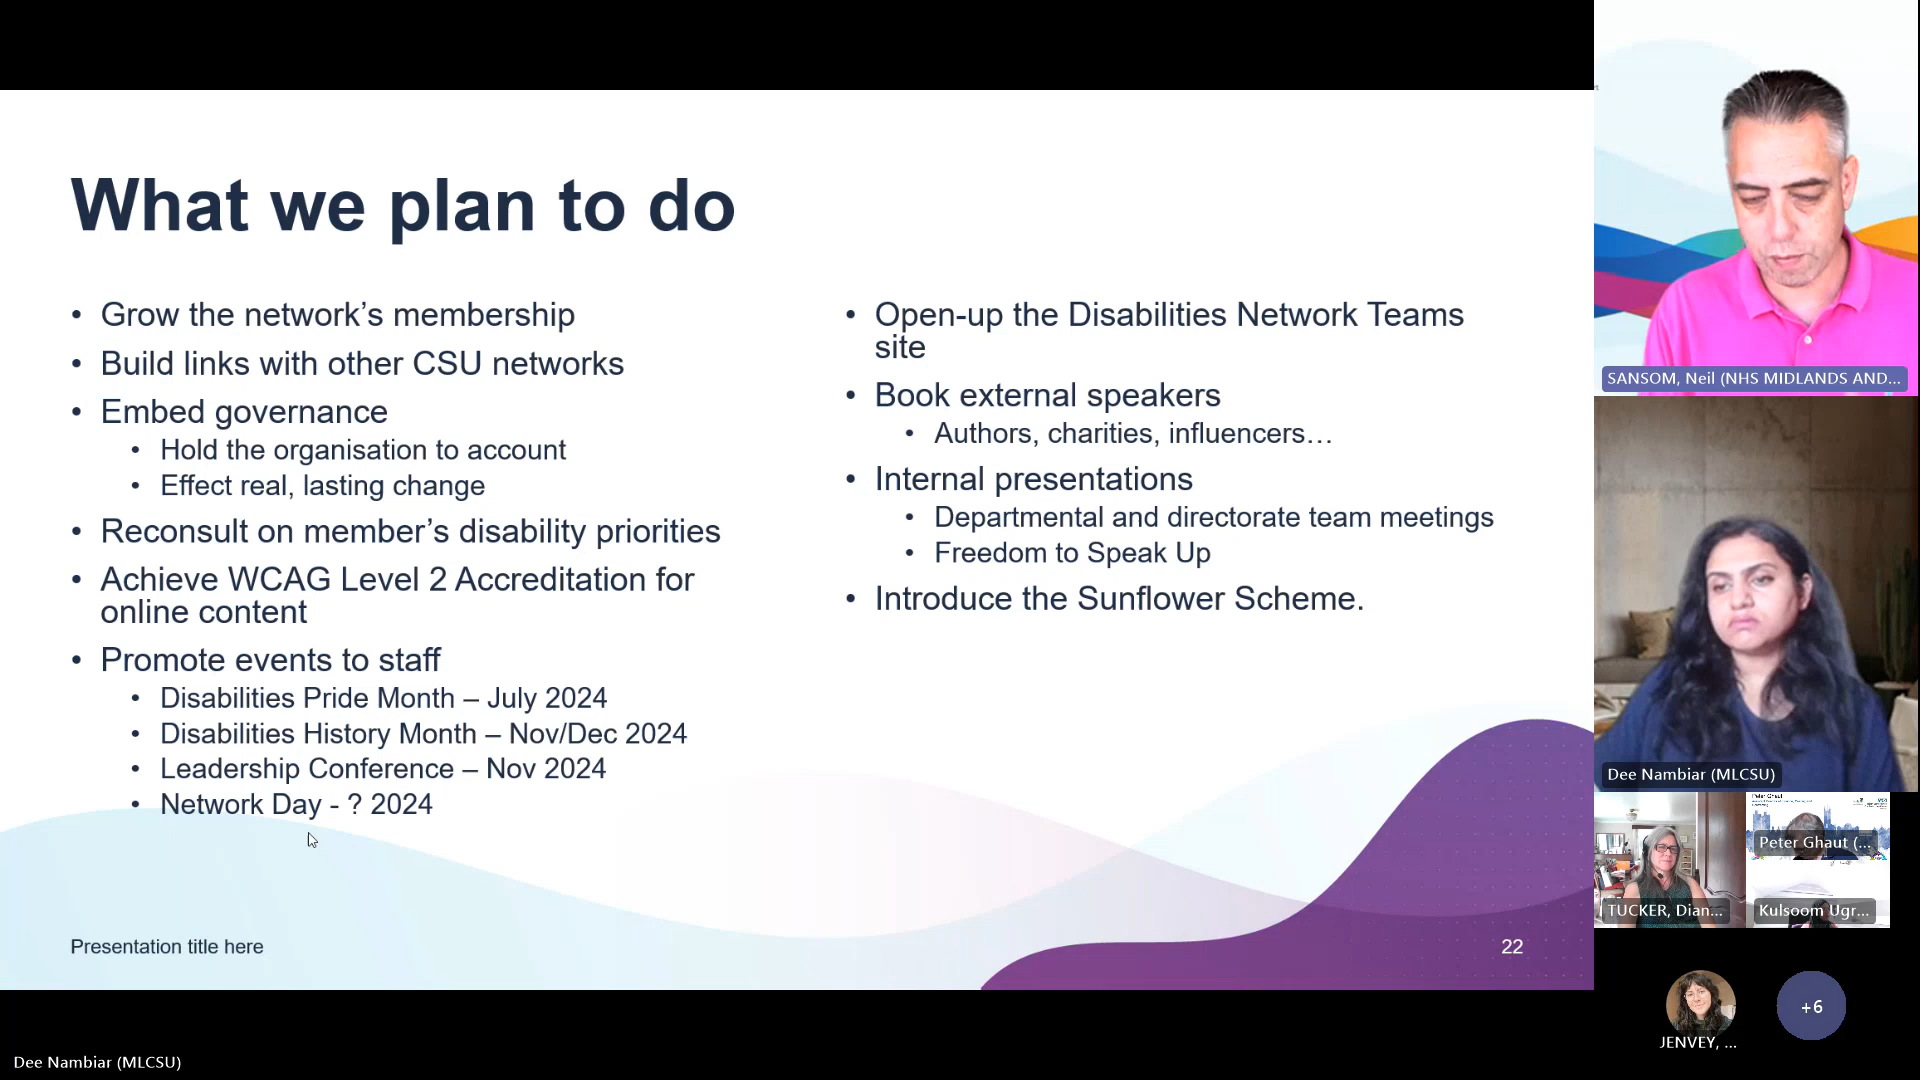 What we plan to do
• Grow the network’s membership
• Build links with other CSU networks
• Embed governance
• Hold the organisation to account
• Effect real, lasting change
• Reconsult on member’s disability priorities
• Achieve WCAG Level 2 Accreditation for
online content
• Promote events to staff
• Disabilities Pride Month – July 2024
• Disabilities History Month – Nov/Dec 2024
• Leadership Conference – Nov 2024
• Network Day - ? 2024
• Open-up the Disabilities Network Teams
site
• Book external speakers
• Authors, charities, influencers…
• Internal presentations
• Departmental and directorate team meetings
• Freedom to Speak Up
• Introduce the Sunflower Scheme.
Presentation title here
22
SANSOM, Neil (NHS MIDLANDS AND...
Dee Nambiar (MLCSU)
Peter Ghaut
Peter Ghaut (...
TUCKER, Dian...
Kulsoom Ugr...
JENVEY, ...
+6
Dee Nambiar (MLCSU)